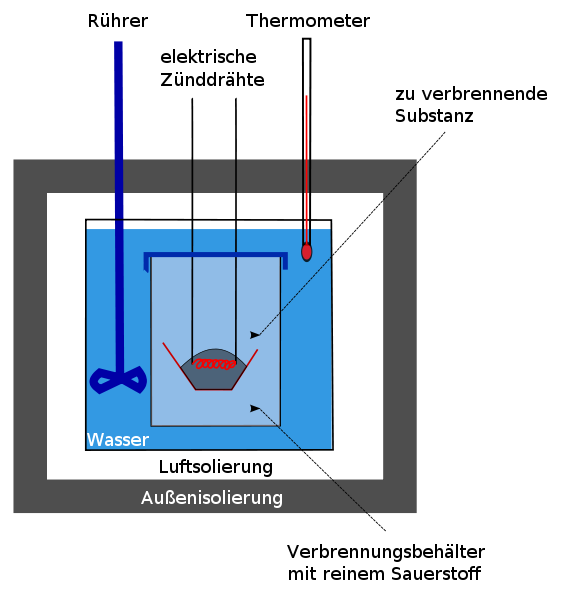 Rührer
Thermometer
elektrische
Zünddrähte
zu verbrennende
Substanz
Wasser
Luftsolierung
Außenisolierung
Verbrennungsbehälter
mit reinem Sauerstoff